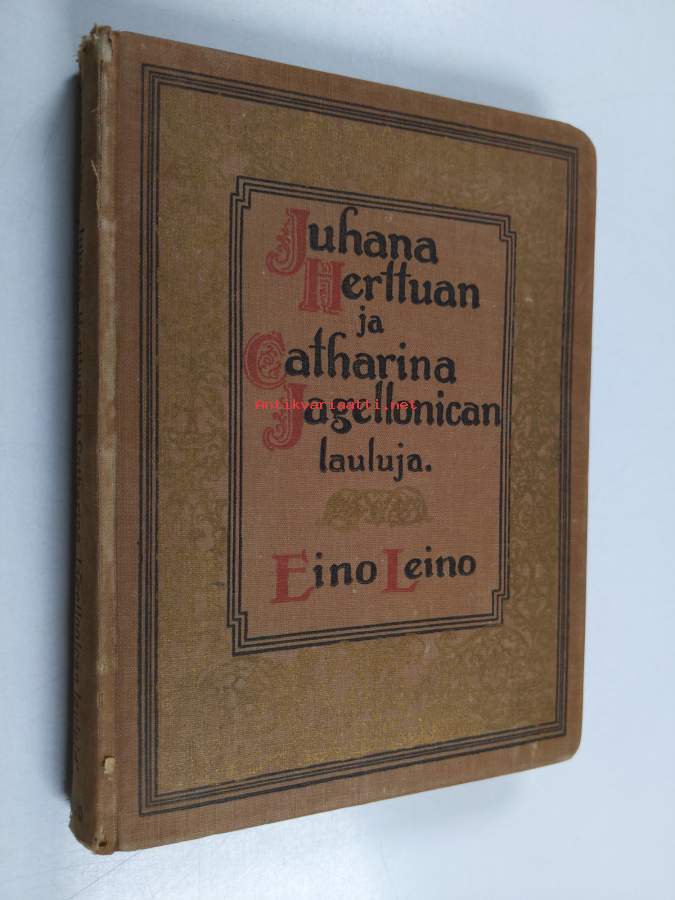 Juhana
Herttuan
ja
Catharina
Jagellonican
lauluja.
Eino Leino
Antikvariaatti.net